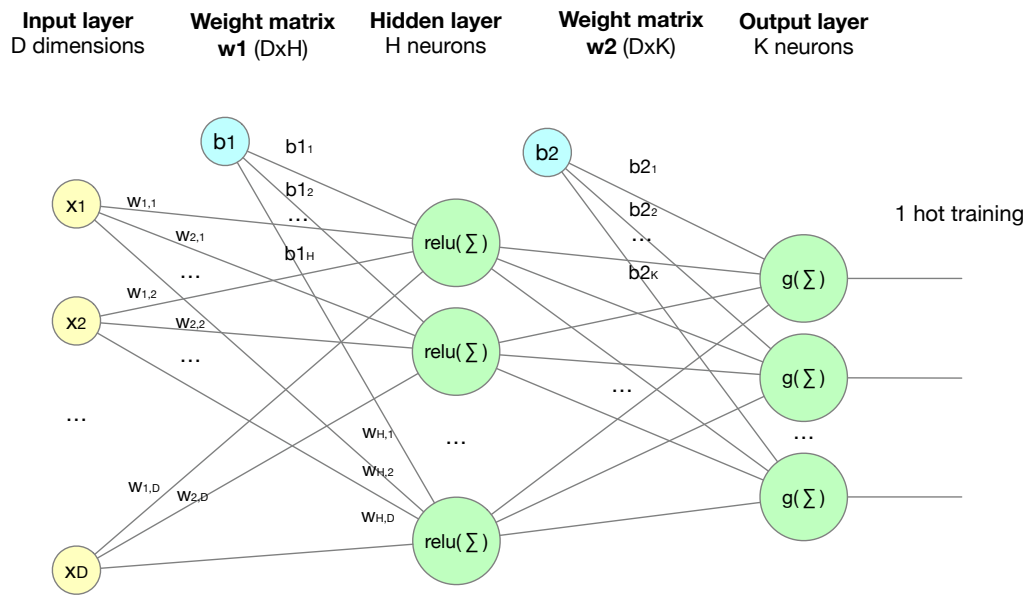 Input layer
D dimensions
Weight matrix
w1 (DxH)
Hidden layer
H neurons
Weight matrix
w2 (DxK)
Output layer
K neurons
b1
b2
b1₁
b1₂
...
b1H
b2₁
b2₂
...
b2K
1 hot training
x1
x2
...
xD
w1,1
w2,1
...
w1,2
w2,2
...
w1,D
w2,D
wH,1
wH,2
wH,D
relu(∑)
relu(∑)
...
relu(∑)
...
g(∑)
g(∑)
...
g(∑)